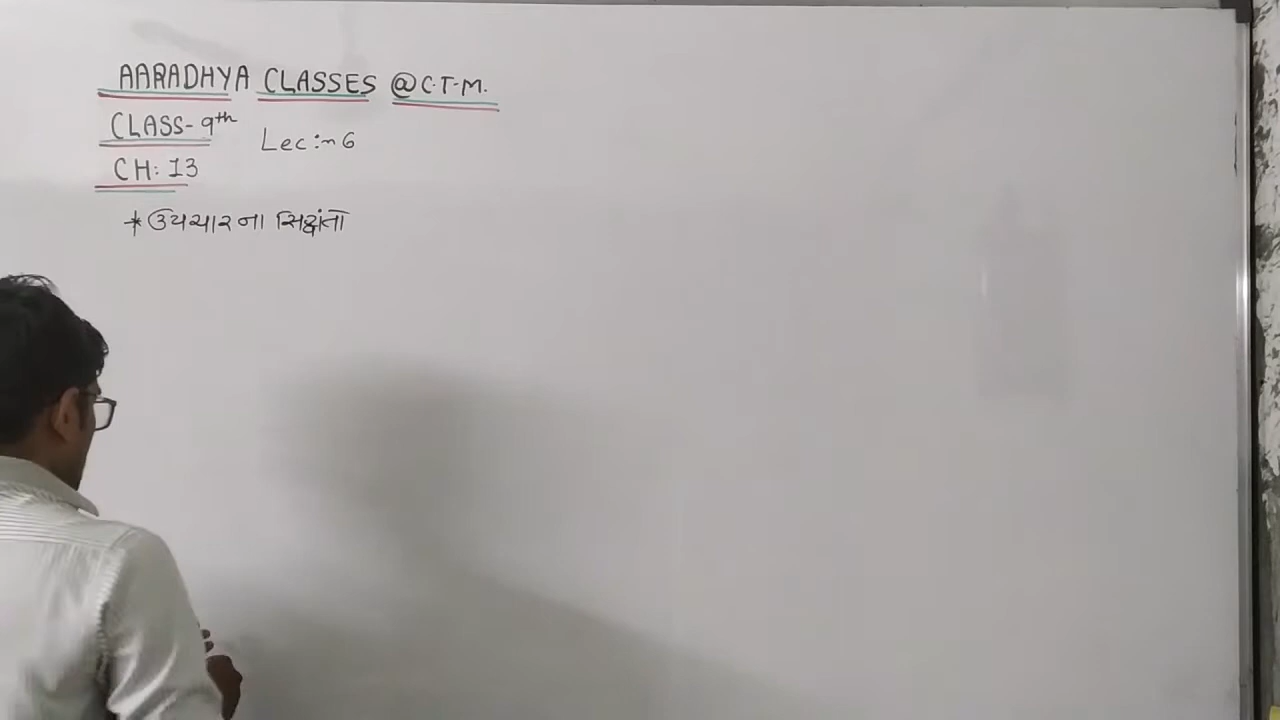 AARADHYA CLASSES @C.T.M.
CLASS-9th
Lec:-6
CH: 13
* ઉપચારના સિદ્ધાંતો